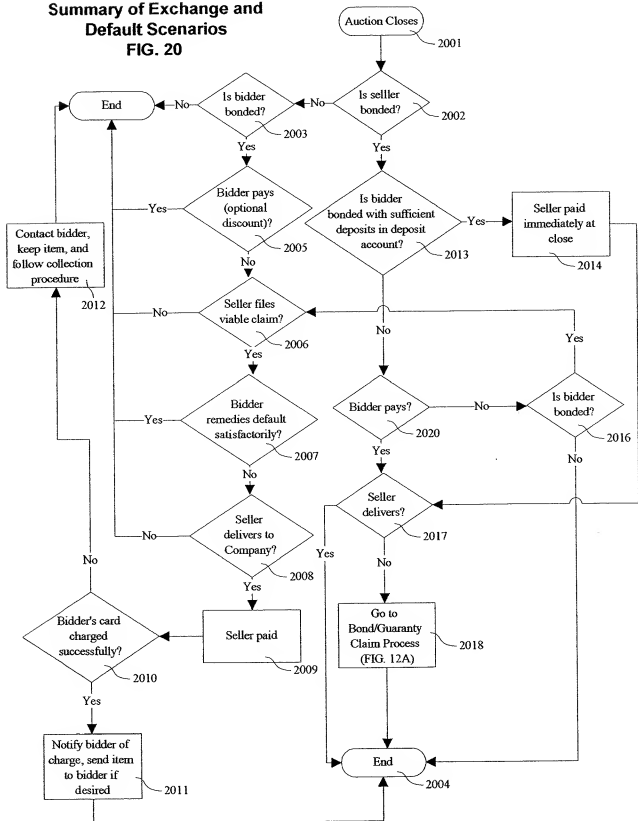 Summary of Exchange and
Default Scenarios
FIG. 20
Auction Closes
2001
Is selller
bonded?
2002
No
Is bidder
bonded?
2003
No
End
Yes
Yes
Bidder pays
(optional
discount)?
2005
Yes
No
Is bidder
bonded with sufficient
deposits in deposit
account?
2013
Yes
Seller paid
immediately at
close
2014
Contact bidder,
keep item, and
follow collection
procedure
2012
Seller files
viable claim?
2006
No
Yes
No
Yes
Bidder
remedies default
satisfactorily?
2007
Yes
No
Bidder pays?
2020
No
Is bidder
bonded?
2016
Yes
No
Seller
delivers to
Company?
2008
No
Yes
Seller
delivers?
2017
Yes
No
No
Bidder's card
charged
successfully?
2010
Seller paid
2009
Go to
Bond/Guaranty
Claim Process
(FIG. 12A)
2018
Yes
Notify bidder of
charge, send item
to bidder if
desired
2011
End
2004